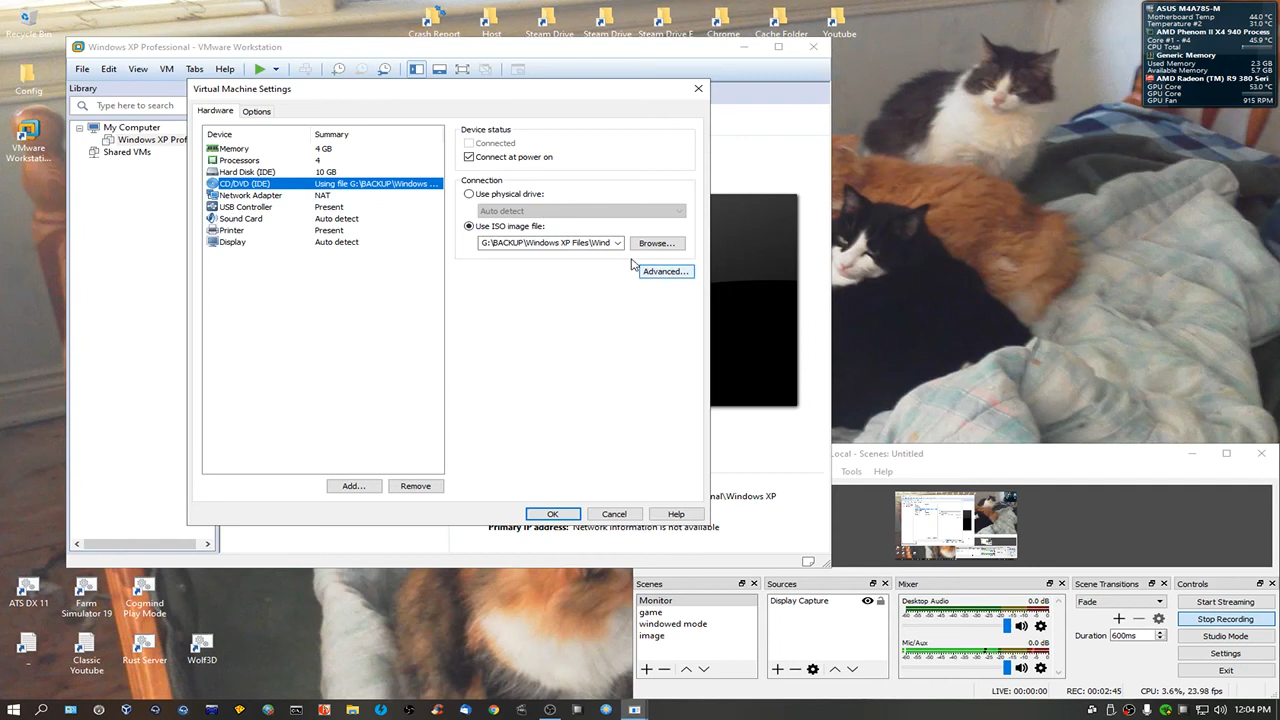 Recycle Bin
Crash Report
Host
Steam Drive
Steam Drive
Steam Drive E
Chrome
Cache Folder
Youtube
ASUS M4A785-M
Motherboard Temp 44.0°C
Temperature #2 31.0°C
AMD Phenom II X4 940 Process
Core #1 - #4 45.9°C
CPU Total
Generic Memory
Used Memory 2.3 GB
Available Memory 5.7 GB
AMD Radeon (TM) R9 380 Seri
GPU Core 53.0°C
GPU Core
GPU Fan 915 RPM
Config
VMware
Workstati...
Windows XP Professional - VMware Workstation
File Edit View VM Tabs Help
Library
Type here to search
My Computer
Windows XP Prof
Shared VMs
Virtual Machine Settings
Hardware Options
Device Summary
Memory 4 GB
Processors 4
Hard Disk (IDE) 10 GB
CD/DVD (IDE) Using file G:\BACKUP\Windows ...
Network Adapter NAT
USB Controller Present
Sound Card Auto detect
Printer Present
Display Auto detect
Add... Remove
Device status
Connected
Connect at power on
Connection
Use physical drive:
Auto detect
Use ISO image file:
G:\BACKUP\Windows XP Files\Wind Browse...
Advanced...
OK Cancel Help
nal\Windows XP
Primary IP address: Network information is not available
Local - Scenes: Untitled
Tools Help
ATS DX 11
Farm
Simulator 19
Cogmind
Play Mode
_
Classic
Youtube
Rust Server
Wolf3D
Scenes
Monitor
game
windowed mode
image
Sources
Display Capture
Mixer
Desktop Audio 0.0 dB
Mic/Aux 0.0 dB
Scene Transitions
Fade
Duration 600ms
Controls
Start Streaming
Stop Recording
Studio Mode
Settings
Exit
LIVE: 00:00:00 REC: 00:02:45 CPU: 3.6%, 23.98 fps
12:04 PM